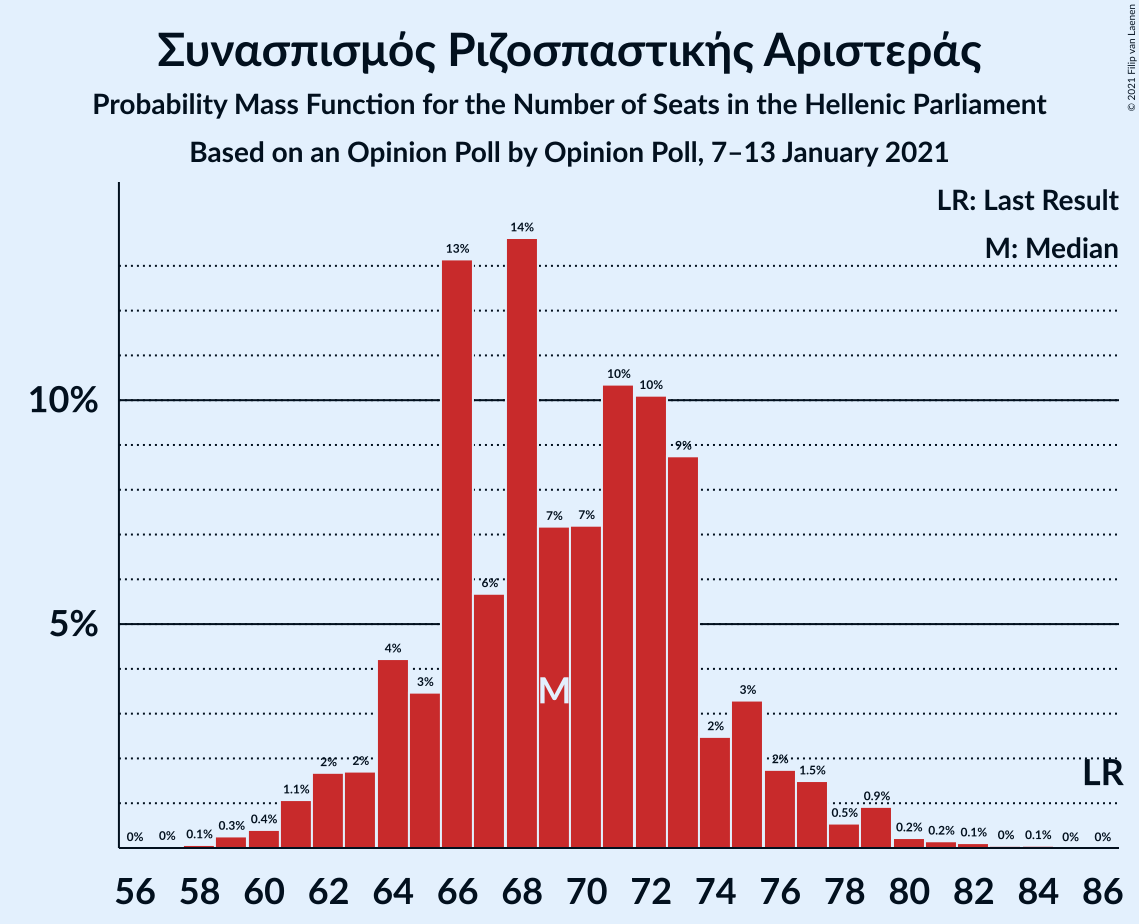 Συνασπισμός Ριζοσπαστικής Αριστεράς
Probability Mass Function for the Number of Seats in the Hellenic Parliament
Based on an Opinion Poll by Opinion Poll, 7–13 January 2021
© 2021 Filip van Laenen
LR: Last Result
M: Median
10%
5%
0% 0% 0.1% 0.3% 0.4% 1.1% 2% 2% 4% 3% 13% 6% 14% 7% 7% 10% 10% 9% 2% 3% 2% 1.5% 0.5% 0.9% 0.2% 0.2% 0.1% 0% 0.1% 0% 0%
M
LR
56 58 60 62 64 66 68 70 72 74 76 78 80 82 84 86